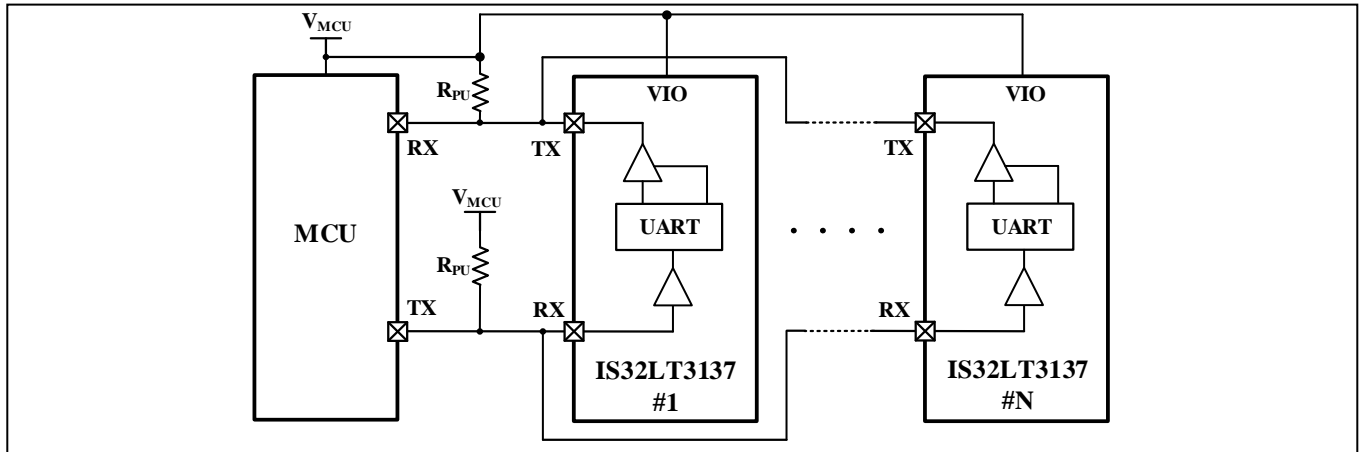 VMCU
RPU
VIO
VIO
RX
TX
TX
VMCU
MCU
UART
. . . .
UART
RPU
TX
RX
RX
IS32LT3137
#1
IS32LT3137
#N